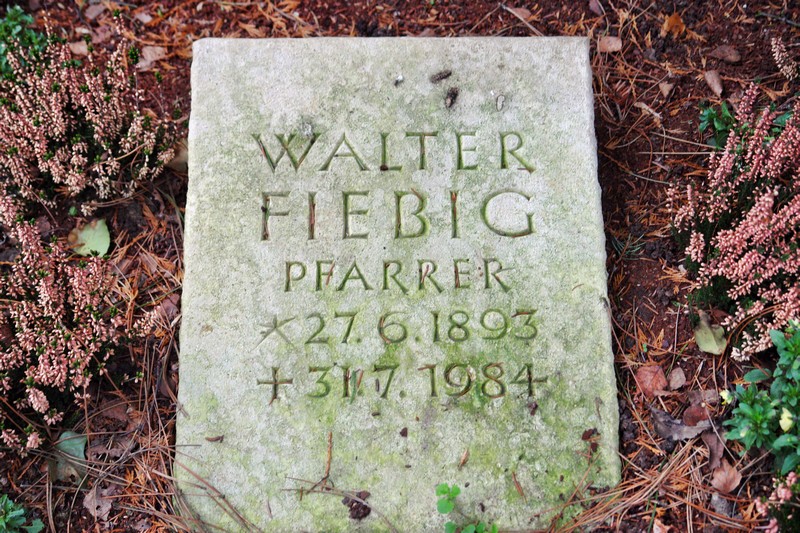 WALTER
FIEBIG
PFARRER
* 27.6.1893
+ 31.7.1984 +